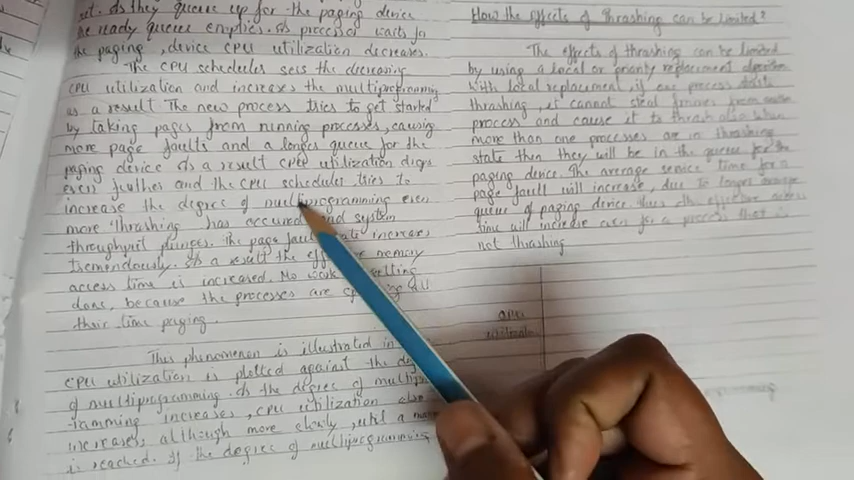 out. As they queue up for the paging device
the ready queue empties. As processor waits for
the paging, device CPU utilization decreases.
The CPU scheduler sees the decreasing
CPU utilization and increases the multiprogramming
as a result The new process tries to get started
by taking pages from running processes, causing
more page faults and a longer queue for the
paging device As a result CPU utilization drops
even further and the CPU scheduler tries to
increase the degree of multiprogramming even
more Thrashing has occured and system
throughput plunges. The page fault rate increases
tremendously. As a result the memory
access time is increased. No work getting
done, because the processes are all
their time paging.
This phenomenon is illustrated in
CPU utilization is plotted against the
of multiprogramming. As the degree of
ramming increases, CPU utilization also
increases, although more slowly, until a
is reached. If the degree of multiprogramming
How the effects of Thrashing can be limited?
The effects of thrashing can be limited
by using a local or priority replacement algorithm
With local replacement, if one process starts
thrashing, it cannot steal frames from
process and cause it to thrash also when
more than one processes are in thrashing
state then they will be in the queue for the
paging device. The average service time for a
page fault will increase, due to longer average
queue of paging device. Thus the effective
time will increase even for a process that is
not thrashing